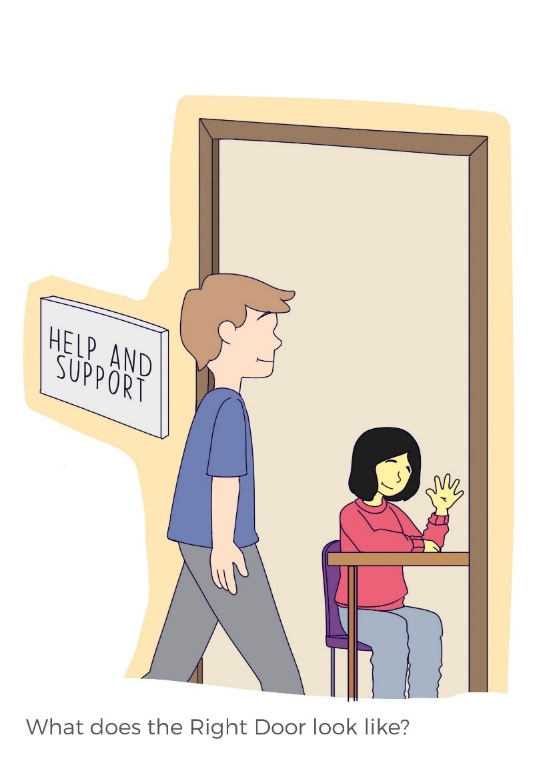 HELP AND
SUPPORT
What does the Right Door look like?